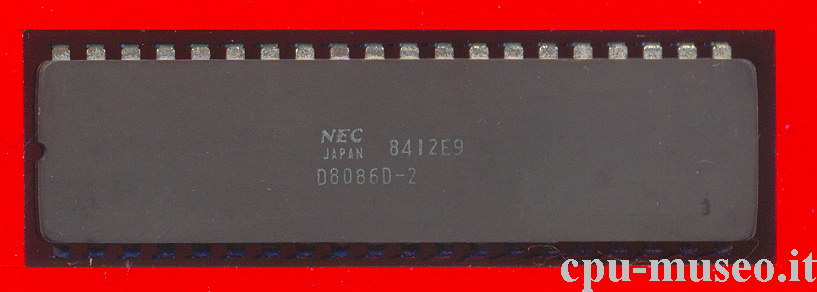 NEC
JAPAN 8412E9
D8086D-2
cpu-museo.it